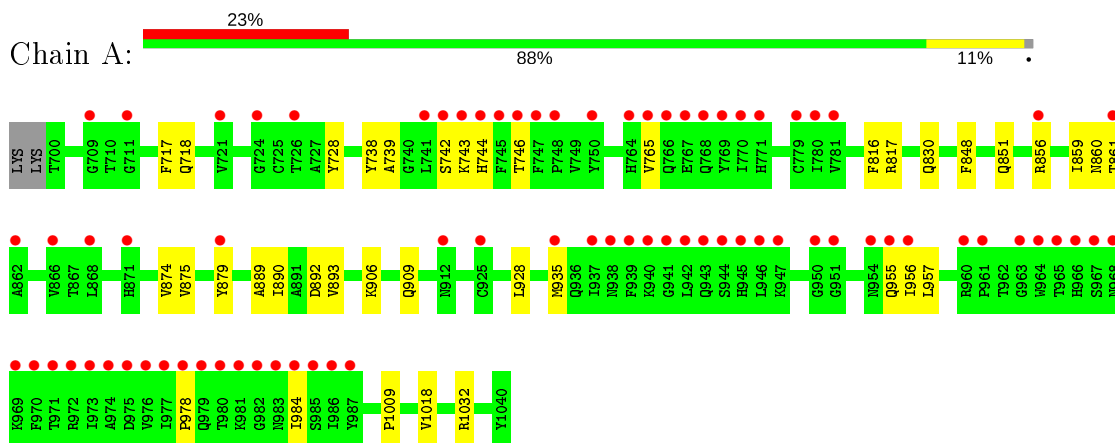 23%
Chain A:
88% 11% •
LYS LYS T700 G709 T710 G711 F717 Q718 V721 G724 C725 T726 A727 Y728 Y738 A739 G740 L741 S742 K743 H744 F745 T746 F747 P748 V749 Y750 H764 V765 Q766 E767 Q768 Y769 I770 H771 C779 I780 V781 F816 R817 Q830 F848 Q851 R856 I859 N860 T861
A862 V866 T867 L868 H871 V874 V875 Y879 A889 I890 A891 D892 V893 K906 Q909 N912 C925 L928 M935 Q936 I937 N938 F939 K940 G941 L942 Q943 S944 H945 L946 K947 G950 G951 N954 Q955 I956 L957 R960 P961 T962 G963 W964 T965 H966 S967 N968
K969 F970 T971 R972 I973 A974 D975 V976 I977 P978 Q979 T980 K981 G982 N983 I984 S985 I986 Y987 P1009 V1018 R1032 Y1040